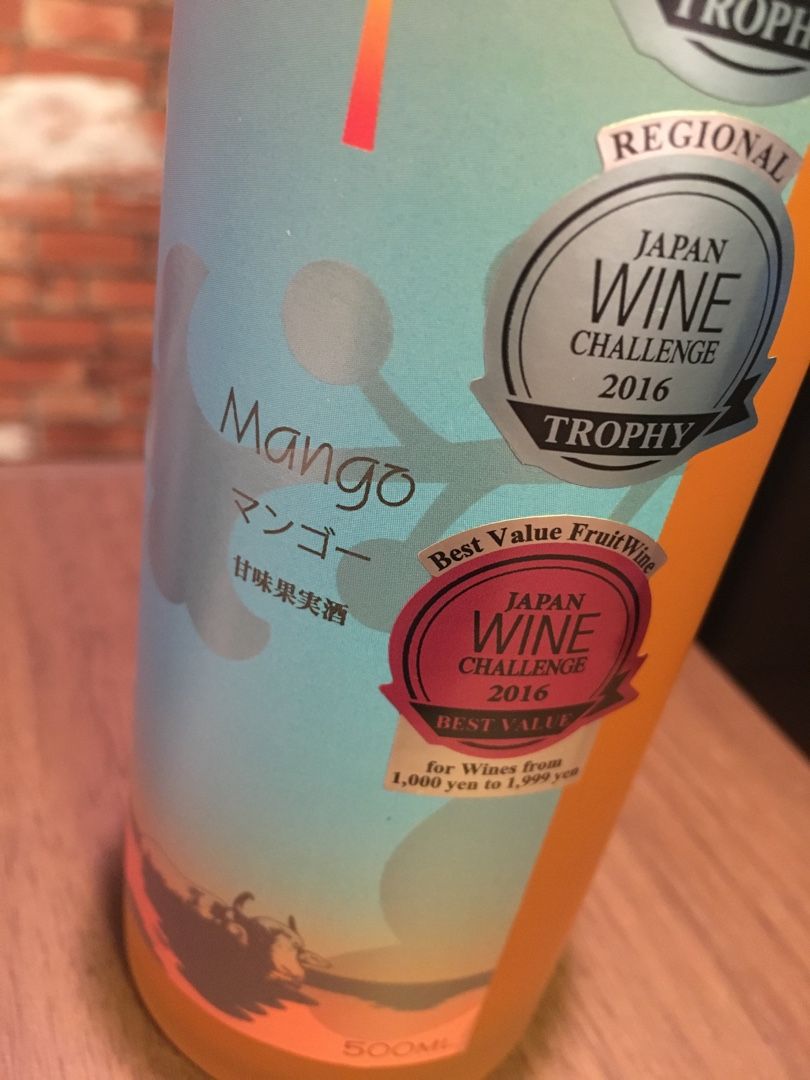 TROPH
REGIONAL
JAPAN
WINE
CHALLENGE
2016
TROPHY
Mango
マンゴー
甘味果実酒
Best Value FruitWine
JAPAN
WINE
CHALLENGE
2016
BEST VALUE
for Wines from
1,000 yen to 1,999 yen
500ML